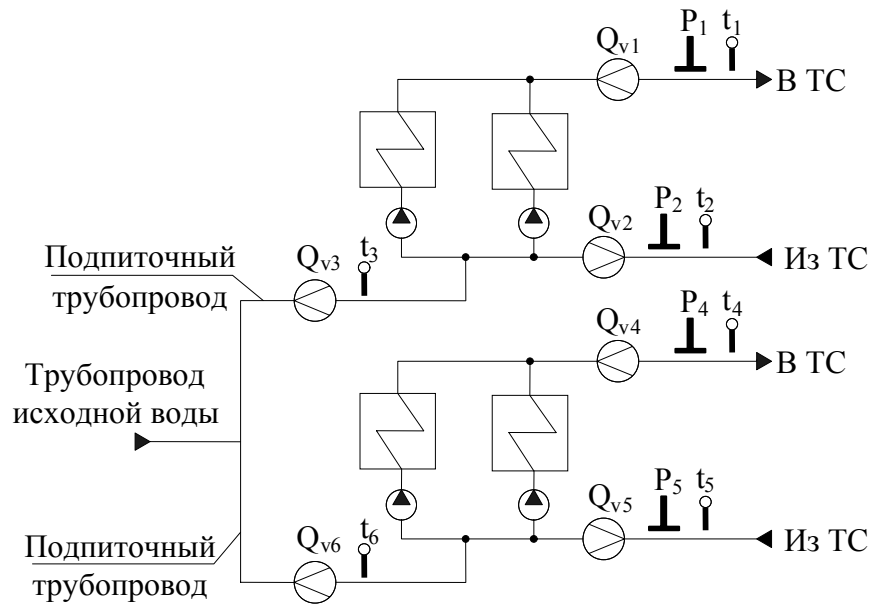 P1 t1
Qv1
В ТС
P2 t2
Qv2
Из ТС
Подпиточный
трубопровод
Qv3 t3
P4 t4
Qv4
В ТС
Трубопровод
исходной воды
P5 t5
Qv5
Из ТС
Подпиточный
трубопровод
Qv6 t6